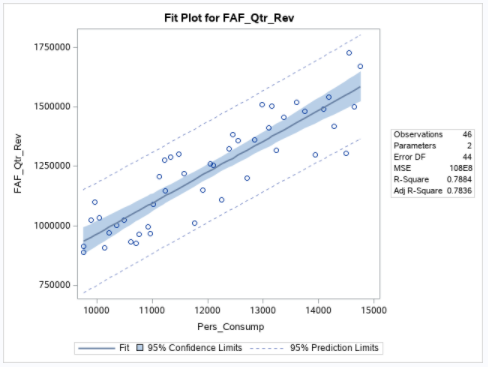 Fit Plot for FAF_Qtr_Rev
1750000
1500000
1250000
1000000
750000
FAF_Qtr_Rev
10000 11000 12000 13000 14000 15000
Pers_Consump
Observations 46
Parameters 2
Error DF 44
MSE 108E8
R-Square 0.7884
Adj R-Square 0.7836
Fit 95% Confidence Limits 95% Prediction Limits